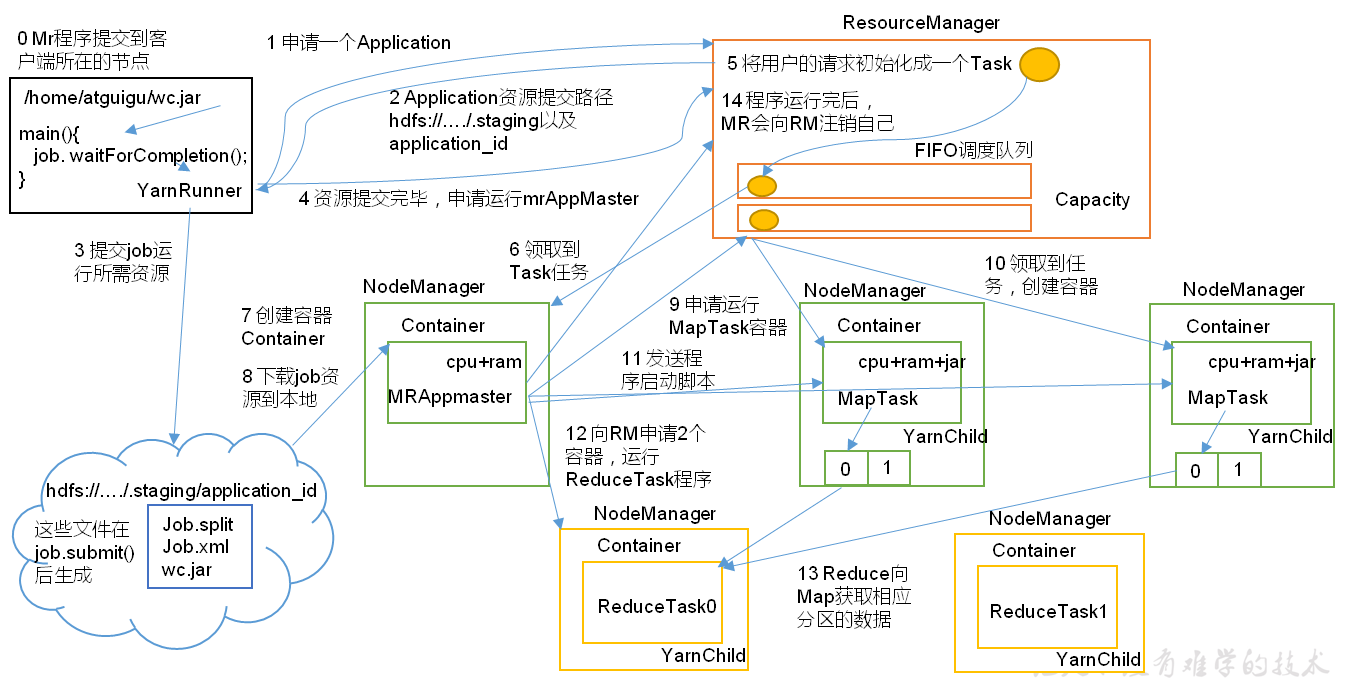 ResourceManager
0 Mr程序提交到客
户端所在的节点
1 申请一个Application
5 将用户的请求初始化成一个Task
/home/atguigu/wc.jar
main(){
job. waitForCompletion();
}
YarnRunner
2 Application资源提交路径
hdfs://…./.staging以及
application_id
14 程序运行完后，
MR会向RM注销自己
FIFO调度队列
Capacity
4 资源提交完毕，申请运行mrAppMaster
3 提交job运
行所需资源
6 领取到
Task任务
10 领取到任
务，创建容器
7 创建容器
Container
8 下载job资
源到本地
NodeManager
Container
cpu+ram
MRAppmaster
9 申请运行
MapTask容器
11 发送程
序启动脚本
NodeManager
Container
cpu+ram+jar
MapTask
YarnChild
0
1
NodeManager
Container
cpu+ram+jar
MapTask
YarnChild
0
1
12 向RM申请2个
容器，运行
ReduceTask程序
hdfs://…./.staging/application_id
这些文件在
job.submit()
后生成
Job.split
Job.xml
wc.jar
NodeManager
Container
ReduceTask0
YarnChild
13 Reduce向
Map获取相应
分区的数据
NodeManager
Container
ReduceTask1
YarnChild
有难学的技术